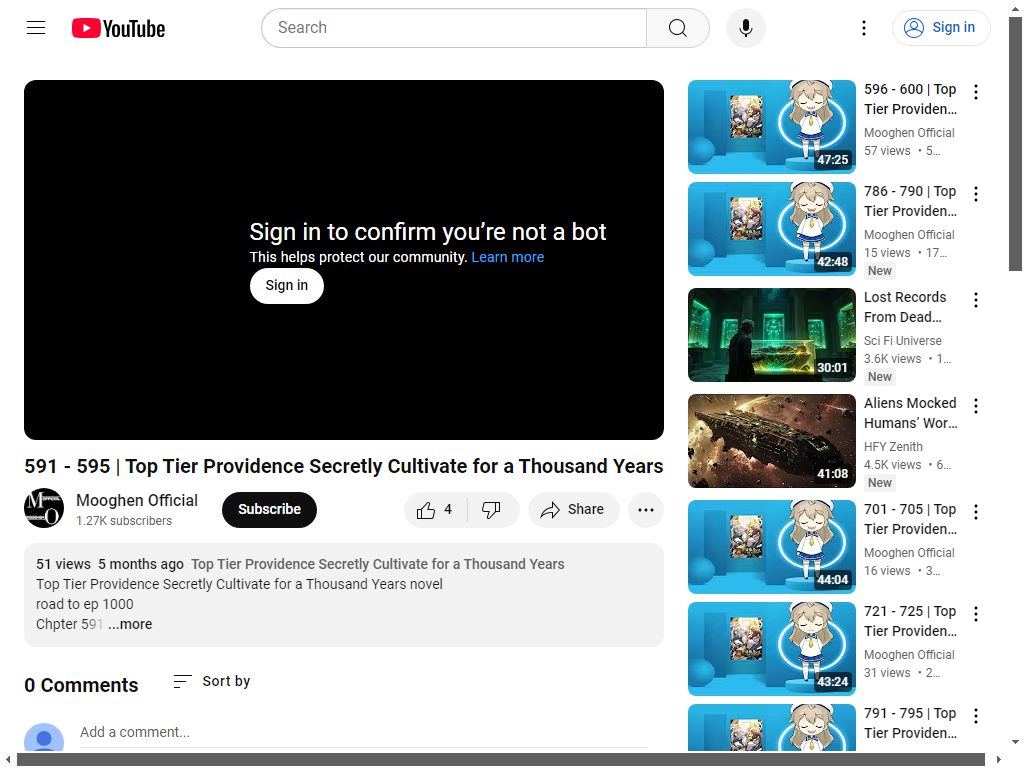 YouTube
Search
Sign in
Sign in to confirm you’re not a bot
This helps protect our community. Learn more
Sign in
591 - 595 | Top Tier Providence Secretly Cultivate for a Thousand Years
Mooghen Official
1.27K subscribers
Subscribe
4
Share
51 views 5 months ago Top Tier Providence Secretly Cultivate for a Thousand Years
Top Tier Providence Secretly Cultivate for a Thousand Years novel
road to ep 1000
Chpter 591 ...more
0 Comments
Sort by
Add a comment...
47:25
596 - 600 | Top
Tier Providen...
Mooghen Official
57 views • 5...
42:48
786 - 790 | Top
Tier Providen...
Mooghen Official
15 views • 17...
New
30:01
Lost Records
From Dead...
Sci Fi Universe
3.6K views • 1...
New
41:08
Aliens Mocked
Humans’ Wor...
HFY Zenith
4.5K views • 6...
New
44:04
701 - 705 | Top
Tier Providen...
Mooghen Official
16 views • 3...
43:24
721 - 725 | Top
Tier Providen...
Mooghen Official
31 views • 2...
791 - 795 | Top
Tier Providen...